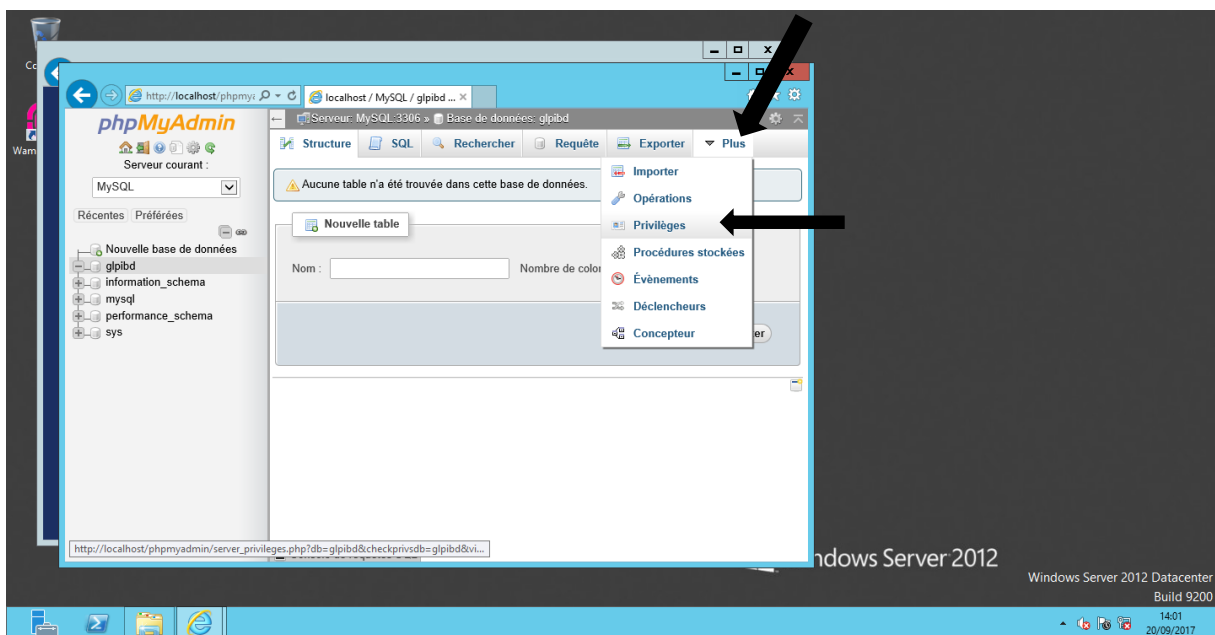 http://localhost/phpmy
localhost / MySQL / glpibd ...
phpMyAdmin
Serveur: MySQL:3306 » Base de données: glpibd
Structure SQL Rechercher Requête Exporter Plus
Serveur courant :
MySQL
Récentes Préférées
Nouvelle base de données
glpibd
information_schema
mysql
performance_schema
sys
Aucune table n'a été trouvée dans cette base de données.
Nouvelle table
Nom :
Nombre de color
er
Importer
Opérations
Privilèges
Procédures stockées
Évènements
Déclencheurs
Concepteur
http://localhost/phpmyadmin/server_privileges.php?db=glpibd&checkprivsdb=glpibd&vi...
ndows Server 2012
Windows Server 2012 Datacenter
Build 9200
14:01
20/09/2017